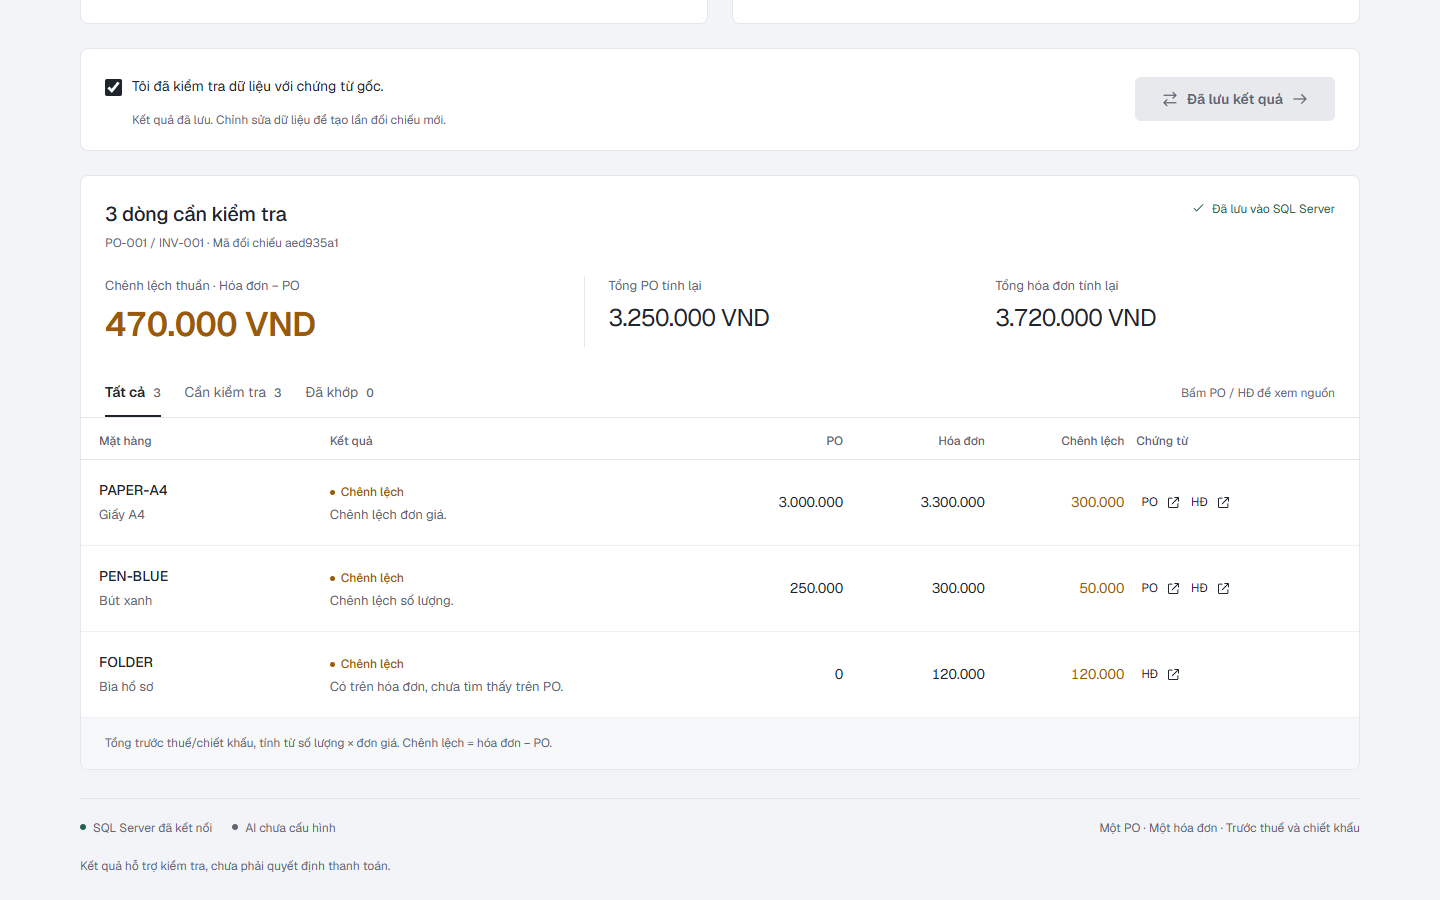 Tôi đã kiểm tra dữ liệu với chứng từ gốc.
Kết quả đã lưu. Chỉnh sửa dữ liệu để tạo lần đối chiếu mới.
Đã lưu kết quả
3 dòng cần kiểm tra
Đã lưu vào SQL Server
PO-001 / INV-001 · Mã đối chiếu aed935a1
Chênh lệch thuần · Hóa đơn − PO
Tổng PO tính lại
Tổng hóa đơn tính lại
470.000 VND
3.250.000 VND
3.720.000 VND
Tất cả 3 Cần kiểm tra 3 Đã khớp 0
Bấm PO / HĐ để xem nguồn
Mặt hàng Kết quả PO Hóa đơn Chênh lệch Chứng từ
PAPER-A4
Giấy A4
Chênh lệch
Chênh lệch đơn giá.
3.000.000 3.300.000 300.000 PO HĐ
PEN-BLUE
Bút xanh
Chênh lệch
Chênh lệch số lượng.
250.000 300.000 50.000 PO HĐ
FOLDER
Bìa hồ sơ
Chênh lệch
Có trên hóa đơn, chưa tìm thấy trên PO.
0 120.000 120.000 HĐ
Tổng trước thuế/chiết khấu, tính từ số lượng × đơn giá. Chênh lệch = hóa đơn − PO.
SQL Server đã kết nối AI chưa cấu hình
Một PO · Một hóa đơn · Trước thuế và chiết khấu
Kết quả hỗ trợ kiểm tra, chưa phải quyết định thanh toán.